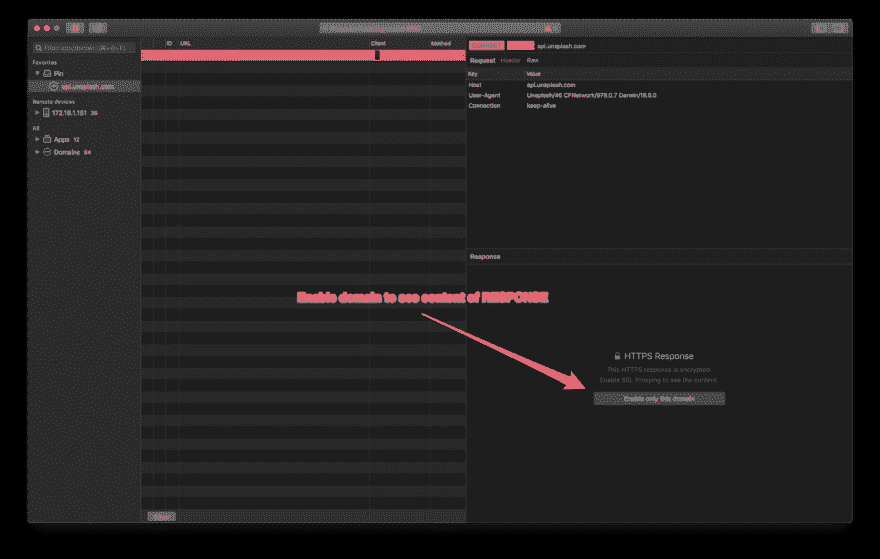 ID URL Client Method
CONNECT api.unsplash.com
Request Header Raw
Key Value
Host api.unsplash.com
User-Agent Unsplash/46 CFNetwork/978.0.7 Darwin/18.6.0
Connection keep-alive
Favorites
Pin
api.unsplash.com
Remote devices
172.18.1.151 39
All
Apps 12
Domains 64
Response
Enable domain to see content of RESPONSE
HTTPS Response
This HTTPS response is encrypted.
Enable SSL Proxying to see the content.
Enable only this domain